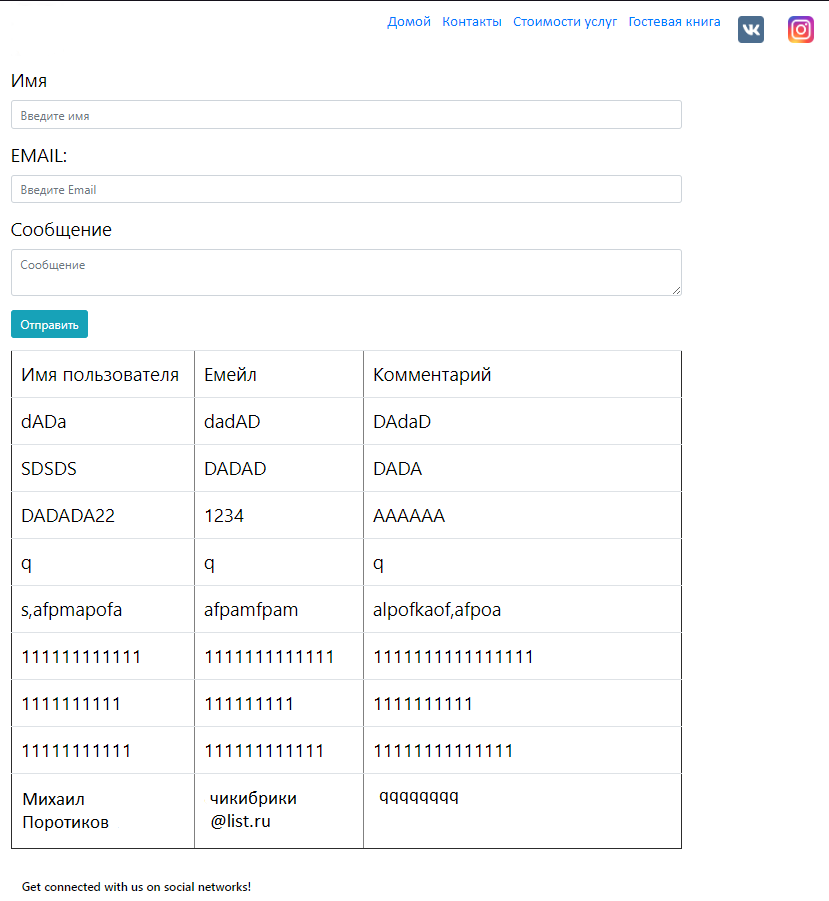 Домой Контакты Стоимости услуг Гостевая книга
Имя
Введите имя
EMAIL:
Введите Email
Сообщение
Сообщение
Отправить
Имя пользователя Емейл Комментарий
dADa dadAD DAdaD
SDSDS DADAD DADA
DADADA22 1234 AAAAAA
q q q
s,afpmapofa afpamfpam alpofkaof,afpoa
111111111111 1111111111111 1111111111111111
1111111111 111111111 1111111111
11111111111 111111111111 11111111111111
Михаил чикибрики qqqqqqqq
Поротиков @list.ru
Get connected with us on social networks!